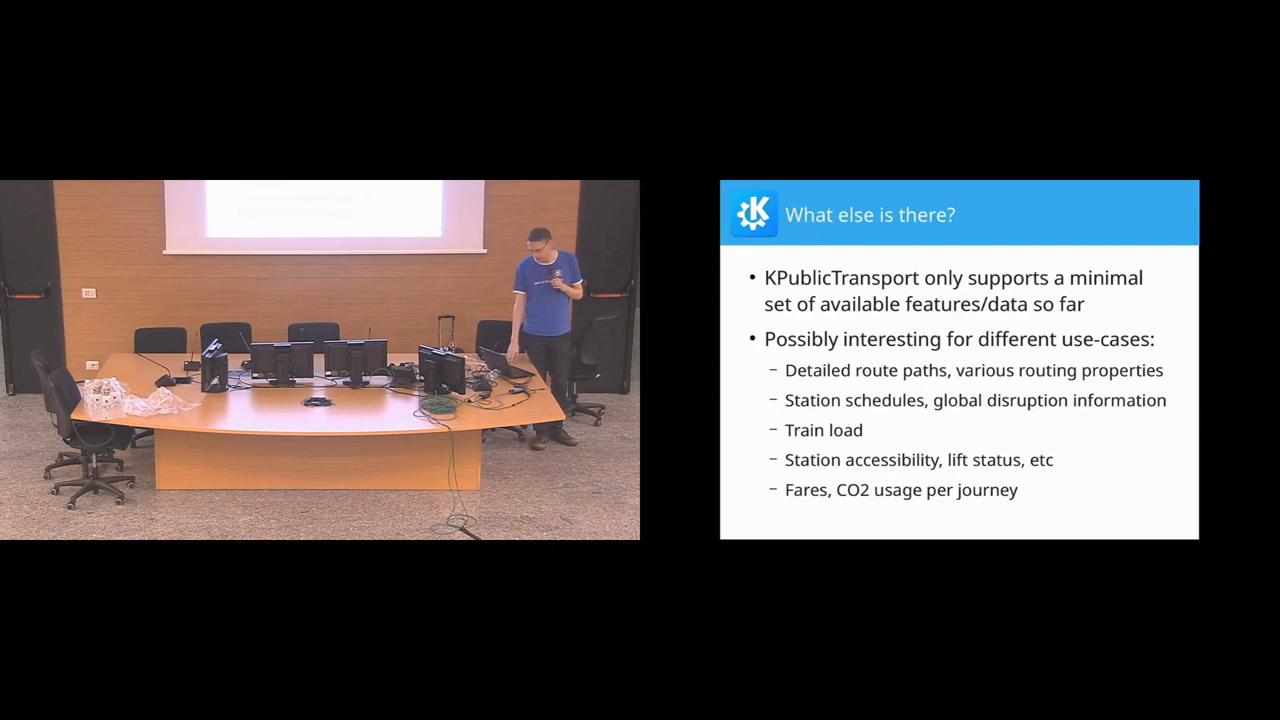 What else is there?
• KPublicTransport only supports a minimal
set of available features/data so far
• Possibly interesting for different use-cases:
– Detailed route paths, various routing properties
– Station schedules, global disruption information
– Train load
– Station accessibility, lift status, etc
– Fares, CO2 usage per journey